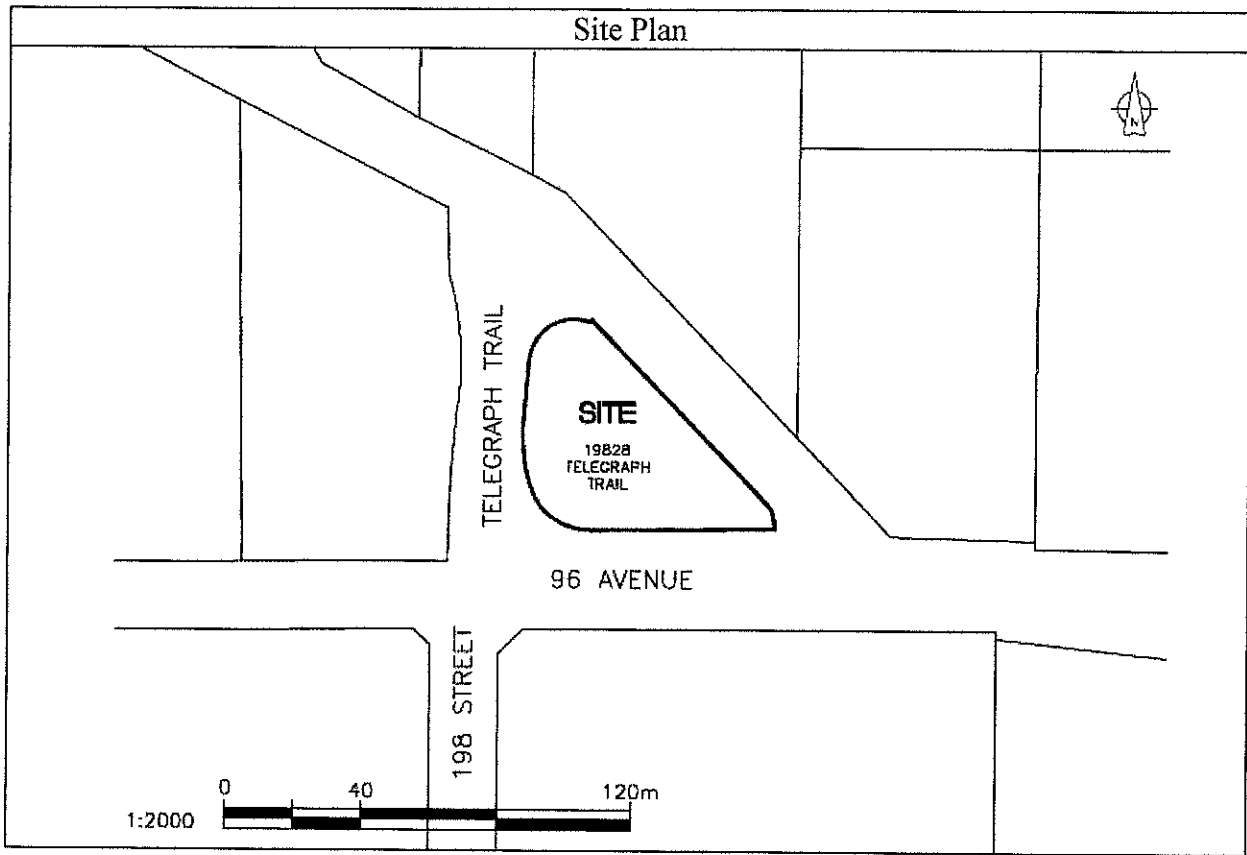 Site Plan
N
TELEGRAPH TRAIL
SITE
19828
TELEGRAPH
TRAIL
96 AVENUE
198 STREET
0 40 120m
1:2000